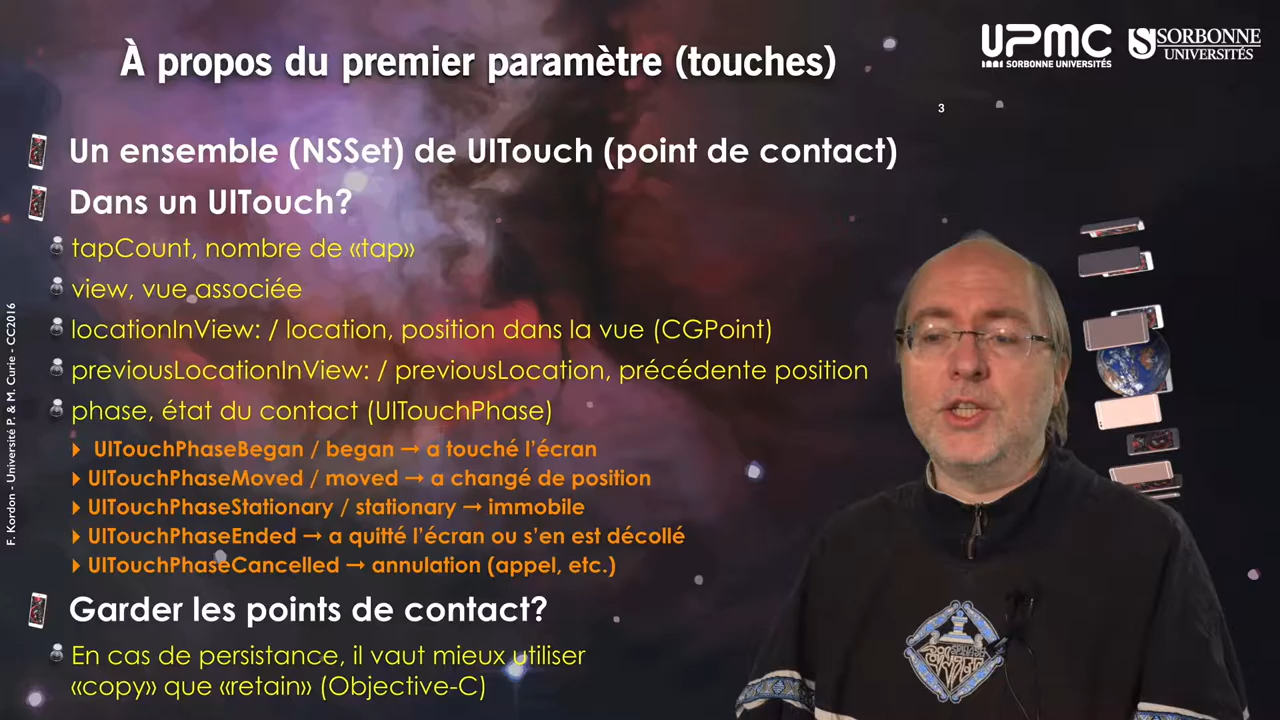 À propos du premier paramètre (touches)
UPMC
SORBONNE UNIVERSITÉS
SORBONNE
UNIVERSITÉS
3
Un ensemble (NSSet) de UITouch (point de contact)
Dans un UITouch?
tapCount, nombre de «tap»
view, vue associée
locationInView: / location, position dans la vue (CGPoint)
previousLocationInView: / previousLocation, précédente position
phase, état du contact (UITouchPhase)
UITouchPhaseBegan / began → a touché l'écran
UITouchPhaseMoved / moved → a changé de position
UITouchPhaseStationary / stationary → immobile
UITouchPhaseEnded → a quitté l'écran ou s'en est décollé
UITouchPhaseCancelled → annulation (appel, etc.)
Garder les points de contact?
En cas de persistance, il vaut mieux utiliser
«copy» que «retain» (Objective-C)
F. Kordon - Université P. & M. Curie - CC2016